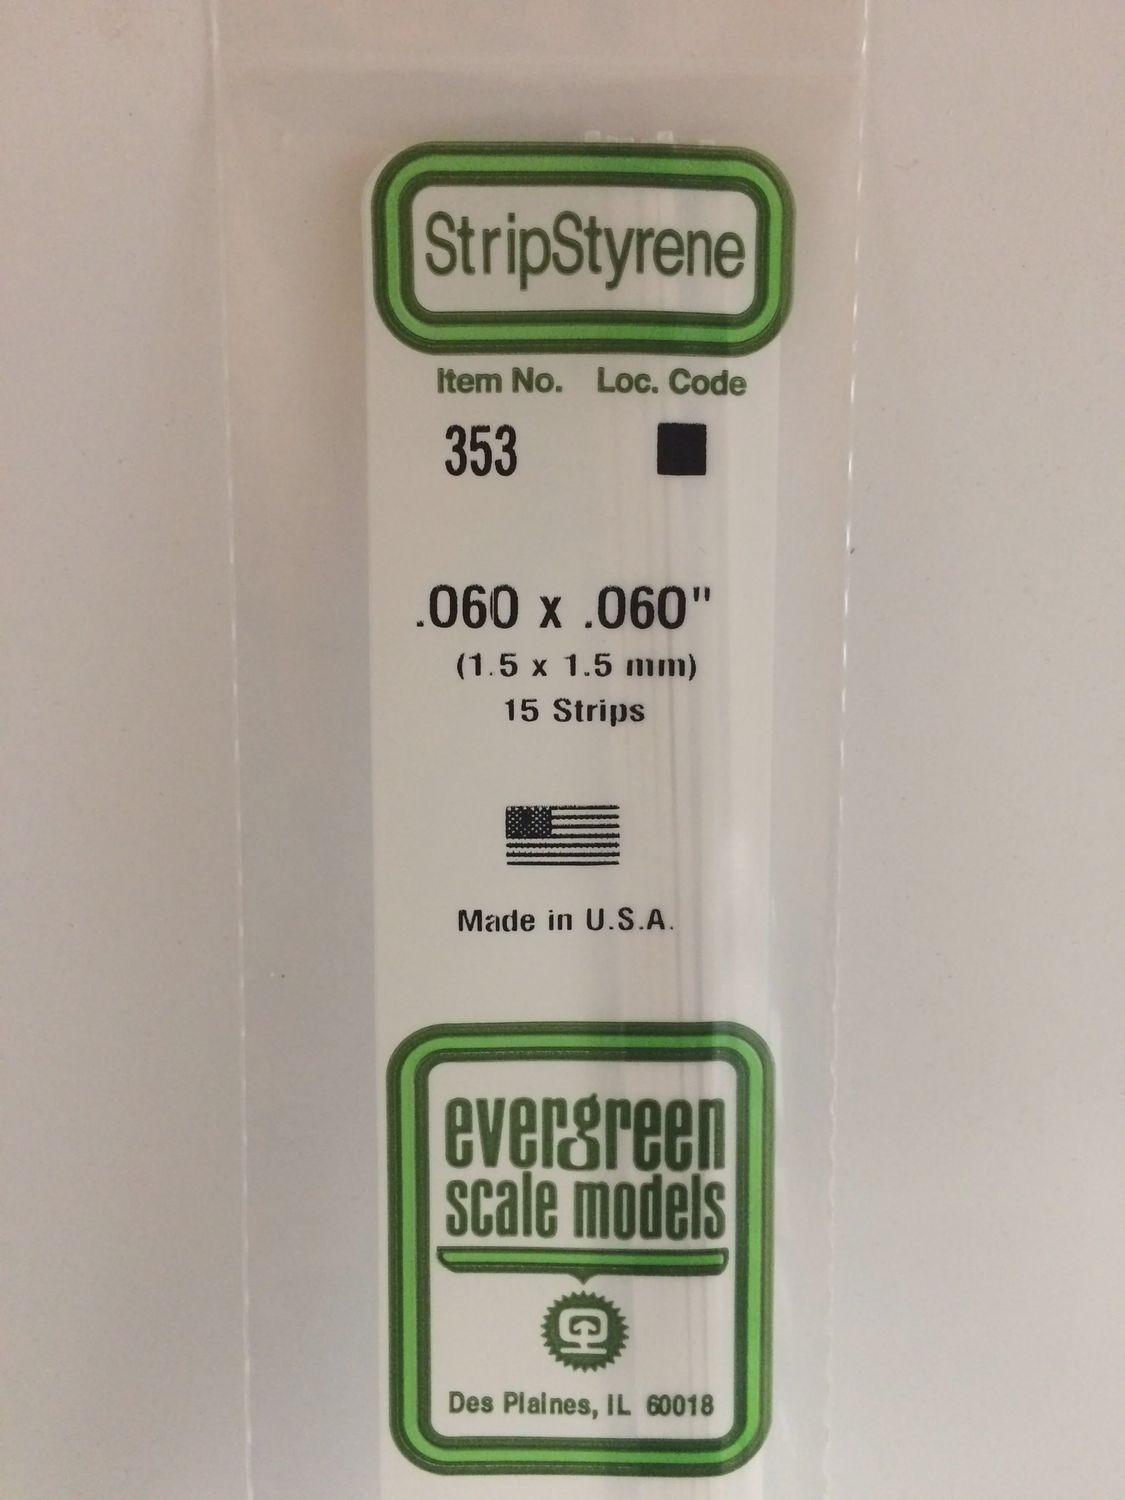 StripStyrene
Item No. Loc. Code
353
.060 x .060"
(1.5 x 1.5 mm)
15 Strips
Made in U.S.A.
evergreen
scale models
Des Plaines, IL 60018